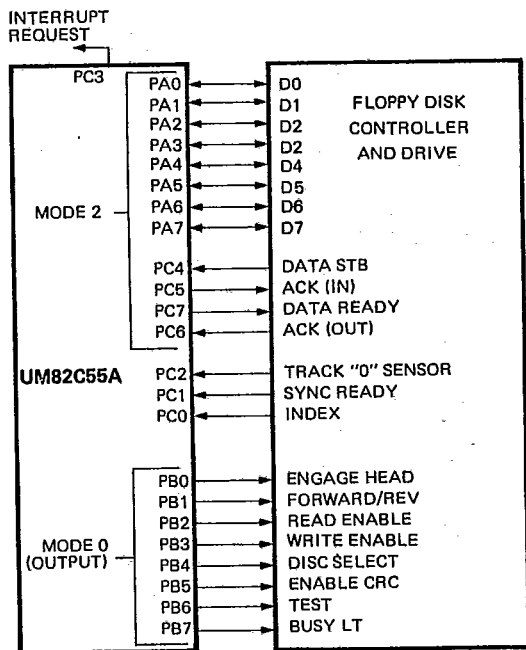 INTERRUPT
REQUEST
PC3
PA0 D0
PA1 D1
PA2 D2
PA3 D2
PA4 D4
PA5 D5
PA6 D6
PA7 D7
FLOPPY DISK
CONTROLLER
AND DRIVE
MODE 2
PC4 DATA STB
PC5 ACK (IN)
PC7 DATA READY
PC6 ACK (OUT)
UM82C55A
PC2 TRACK "0" SENSOR
PC1 SYNC READY
PC0 INDEX
MODE 0
(OUTPUT)
PB0 ENGAGE HEAD
PB1 FORWARD/REV
PB2 READ ENABLE
PB3 WRITE ENABLE
PB4 DISC SELECT
PB5 ENABLE CRC
PB6 TEST
PB7 BUSY LT